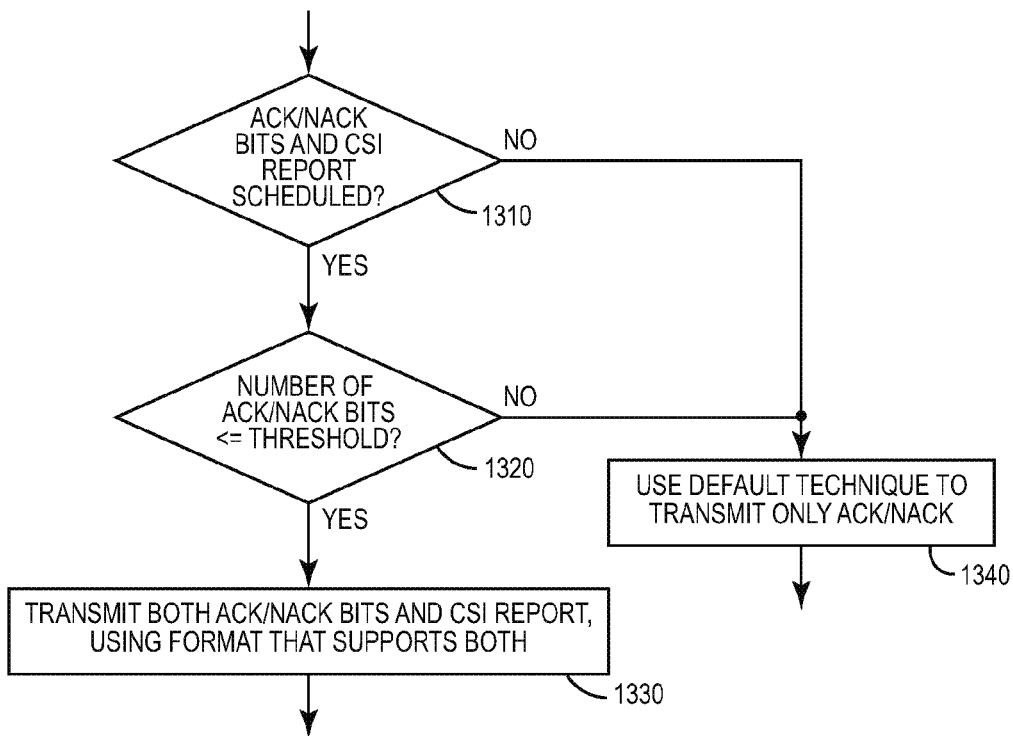 ACK/NACK
BITS AND CSI
REPORT
SCHEDULED?
NO
1310
YES
NUMBER OF
ACK/NACK BITS
<= THRESHOLD?
NO
1320
YES
USE DEFAULT TECHNIQUE TO
TRANSMIT ONLY ACK/NACK
1340
TRANSMIT BOTH ACK/NACK BITS AND CSI REPORT,
USING FORMAT THAT SUPPORTS BOTH
1330